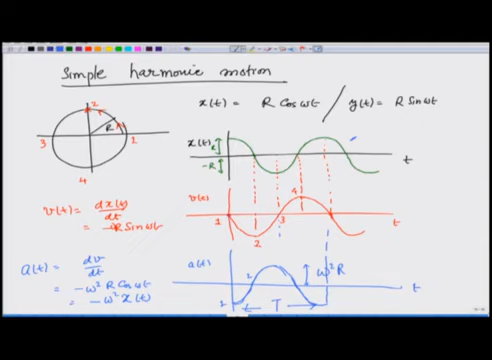 Simple harmonic motion
x(t) = R Cos ωt / y(t) = R Sin ωt
2
R
3 1
4
x(t) R
-R
t
v(t) = dx(t)/dt
= -ωR Sin ωt
v(t)
4
1 3 t
2
a(t) = dv/dt
= -ω² R Cos ωt
= -ω² x(t)
a(t)
2 ω² R
t
1 T